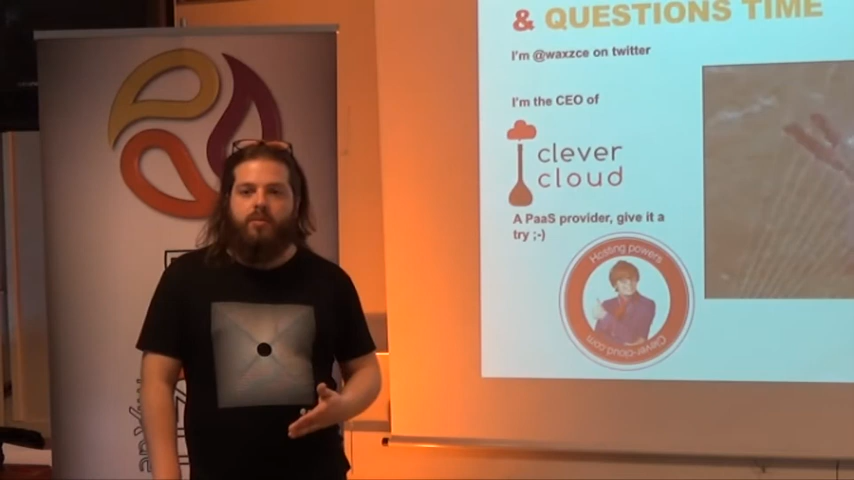 & QUESTIONS TIME
I'm @waxzce on twitter
I'm the CEO of
clever
cloud
A PaaS provider, give it a
try ;-)
Hosting powers
Clever-cloud.com